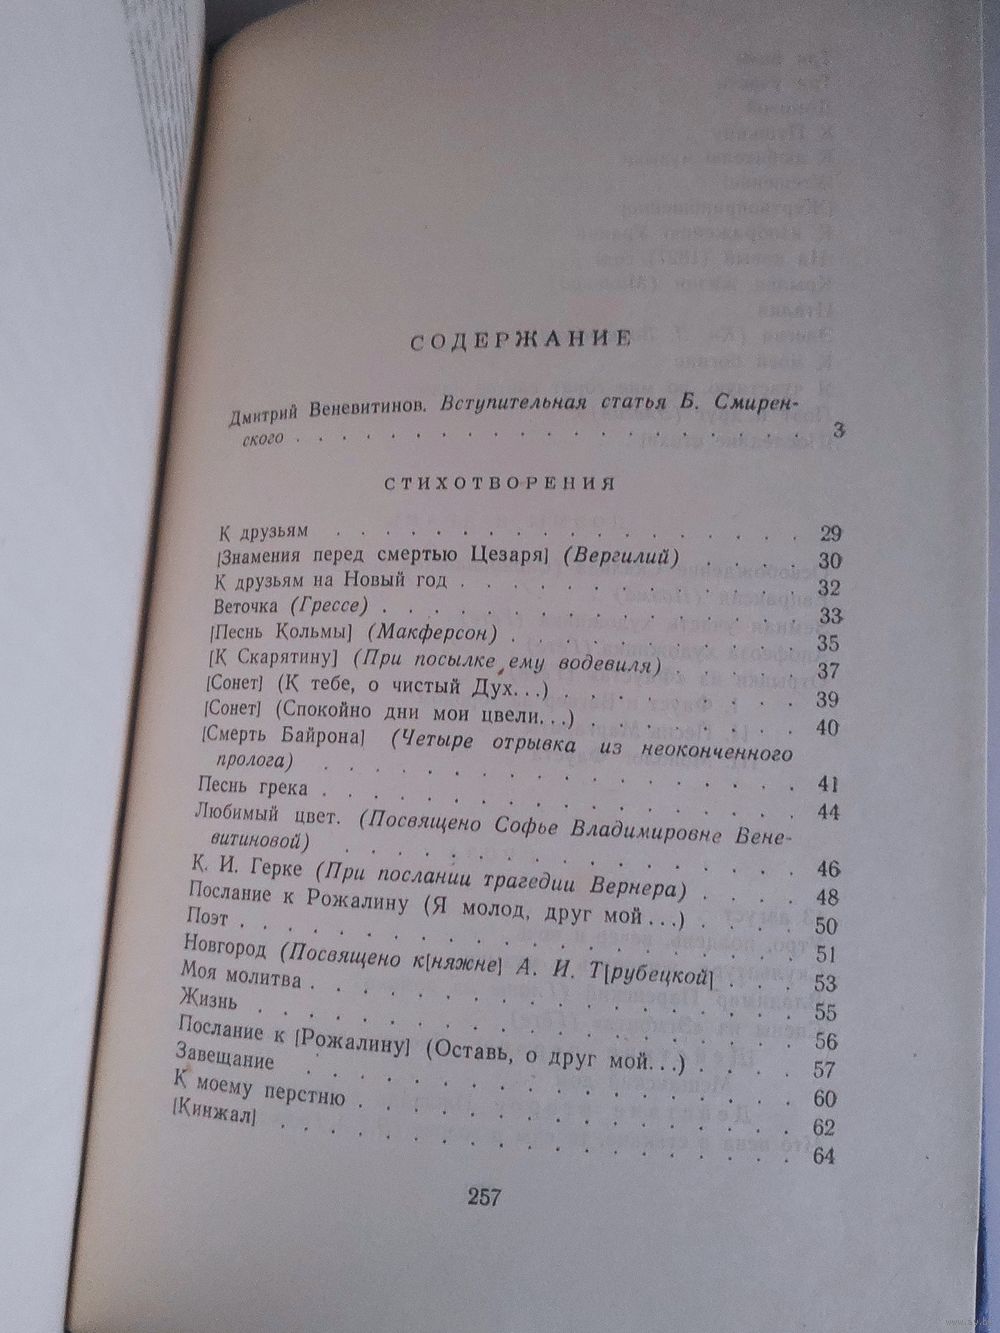 СОДЕРЖАНИЕ
Дмитрий Веневитинов. Вступительная статья Б. Смирен-
ского . . . . . . . . . . . . . . . . . . . 3
СТИХОТВОРЕНИЯ
К друзьям . . . . . . . . . . . . . . . . . 29
[Знамения перед смертью Цезаря] (Вергилий) . . . . 30
К друзьям на Новый год . . . . . . . . . . . . 32
Веточка (Грессе) . . . . . . . . . . . . . . . 33
[Песнь Кольмы] (Макферсон) . . . . . . . . . . 35
[К Скарятину] (При посылке ему водевиля) . . . . 37
[Сонет] (К тебе, о чистый Дух...) . . . . . . . . 39
[Сонет] (Спокойно дни мои цвели...) . . . . . . . 40
[Смерть Байрона] (Четыре отрывка из неоконченного
пролога) . . . . . . . . . . . . . . . . . 41
Песнь грека . . . . . . . . . . . . . . . . . 44
Любимый цвет. (Посвящено Софье Владимировне Вене-
витиновой) . . . . . . . . . . . . . . . . 46
К. И. Герке (При послании трагедии Вернера) . . . . 48
Послание к Рожалину (Я молод, друг мой...) . . . . 50
Поэт . . . . . . . . . . . . . . . . . . . . 51
Новгород (Посвящено к[няжне] А. И. Т[рубецкой] . . . 53
Моя молитва . . . . . . . . . . . . . . . . . 55
Жизнь . . . . . . . . . . . . . . . . . . . 56
Послание к [Рожалину] (Оставь, о друг мой...) . . . . 57
Завещание . . . . . . . . . . . . . . . . . . 60
К моему перстню . . . . . . . . . . . . . . . 62
[Кинжал] . . . . . . . . . . . . . . . . . . 64
257